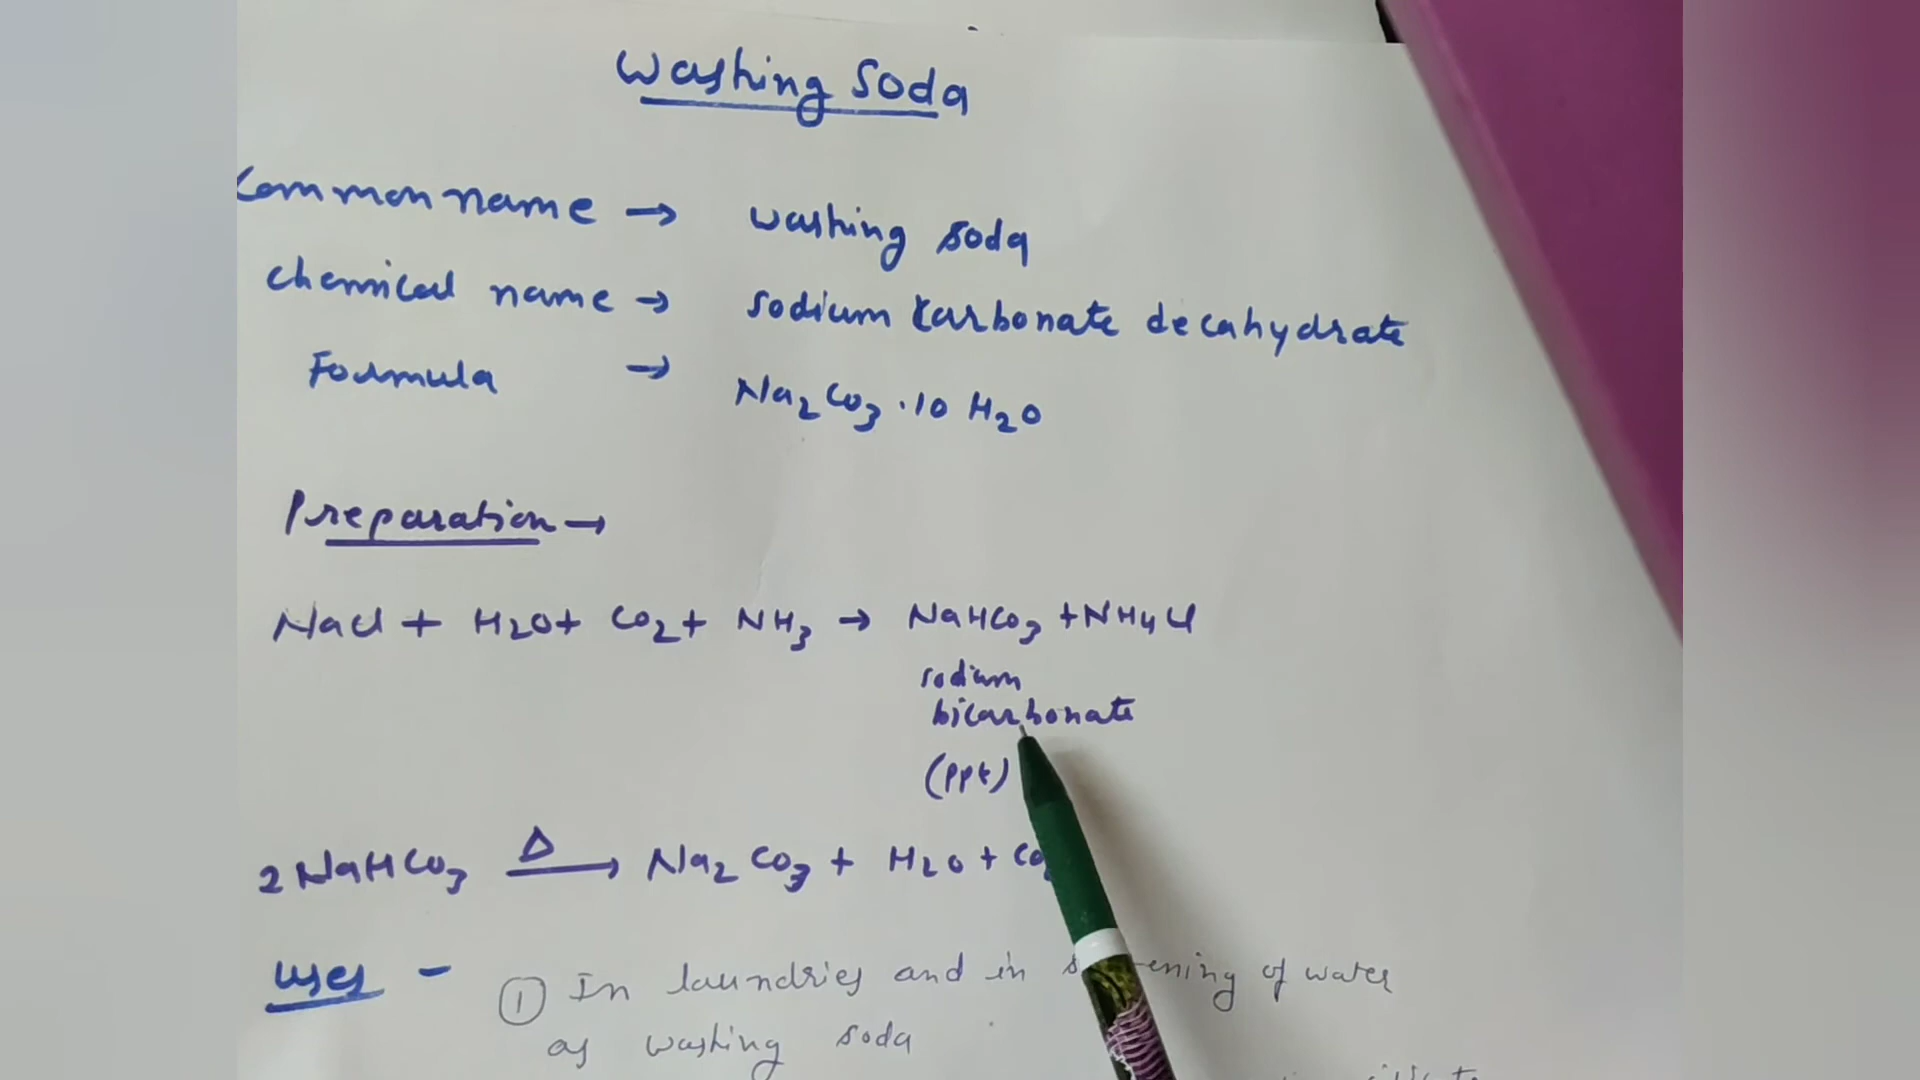 Washing Soda
Common name → washing soda
chemical name → sodium carbonate decahydrate
Formula → Na₂CO₃·10 H₂O
Preparation →
NaCl + H₂O + CO₂ + NH₃ → NaHCO₃ + NH₄Cl
sodium
bicarbonate
(ppt)
2NaHCO₃ Δ→ Na₂CO₃ + H₂O + CO₂
Uses – ① In laundries and in of water
as washing soda